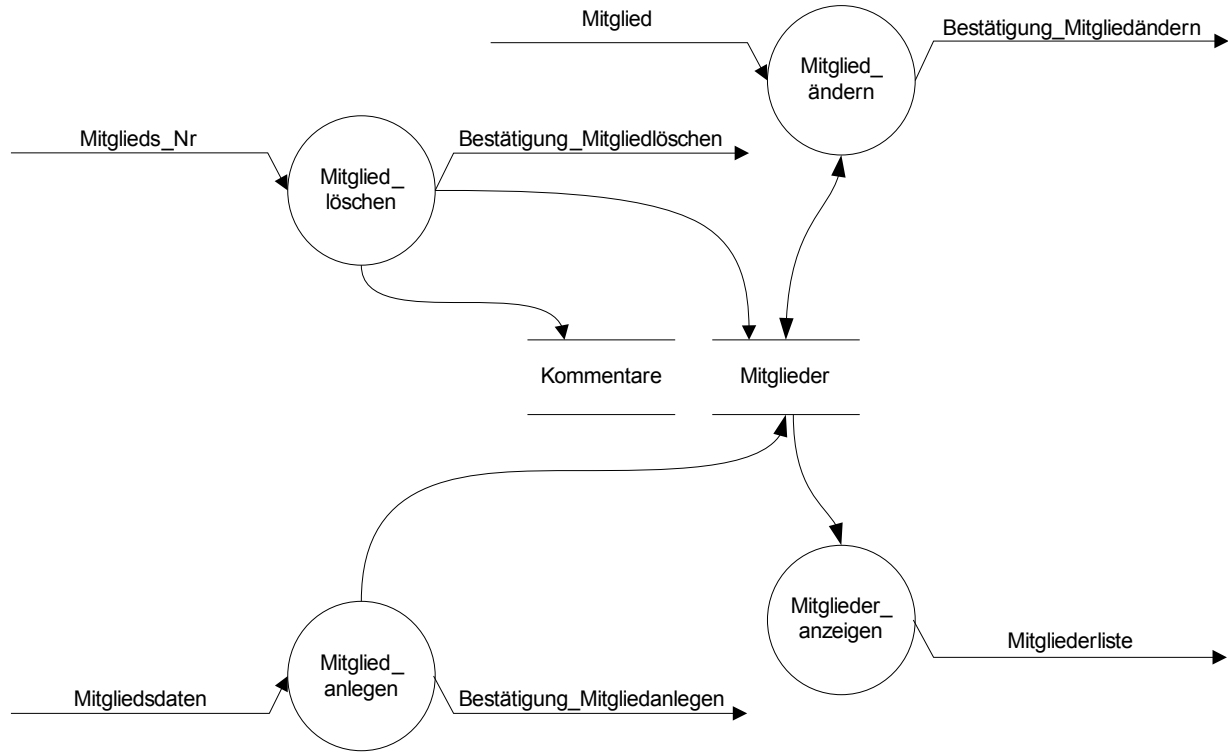 Mitglied
Bestätigung_Mitgliedändern
Mitglied_
ändern
Mitglieds_Nr
Bestätigung_Mitgliedlöschen
Mitglied_
löschen
Kommentare
Mitglieder
Mitglieder_
anzeigen
Mitgliederliste
Mitglied_
anlegen
Mitgliedsdaten
Bestätigung_Mitgliedanlegen